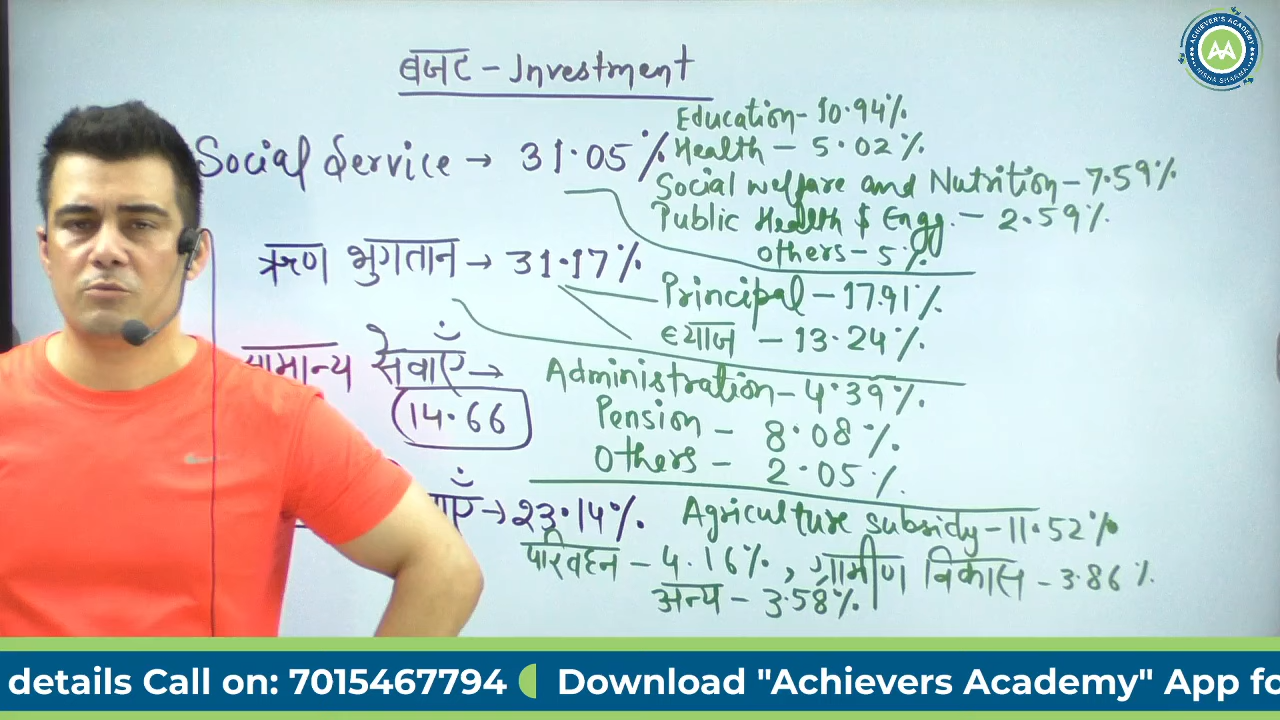 बजट - Investment
Social Service → 31.05%
Education - 10.94%
Health - 5.02%
Social welfare and Nutrition - 7.59%
Public Health & Engg. - 2.59%
others - 5%
ऋण भुगतान → 31.17%
Principal - 17.91%
ब्याज - 13.24%
सामान्य सेवाएँ →
14.66
Administration - 4.39%
Pension - 8.08%
Others - 2.05%
→ 23.14%
Agriculture subsidy - 11.52%
परिवहन - 4.16%, ग्रामीण विकास - 3.86%
अन्य - 3.58%
ACHIEVER'S ACADEMY
AA
NISHA SHARMA
details Call on: 7015467794 Download "Achievers Academy" App fo